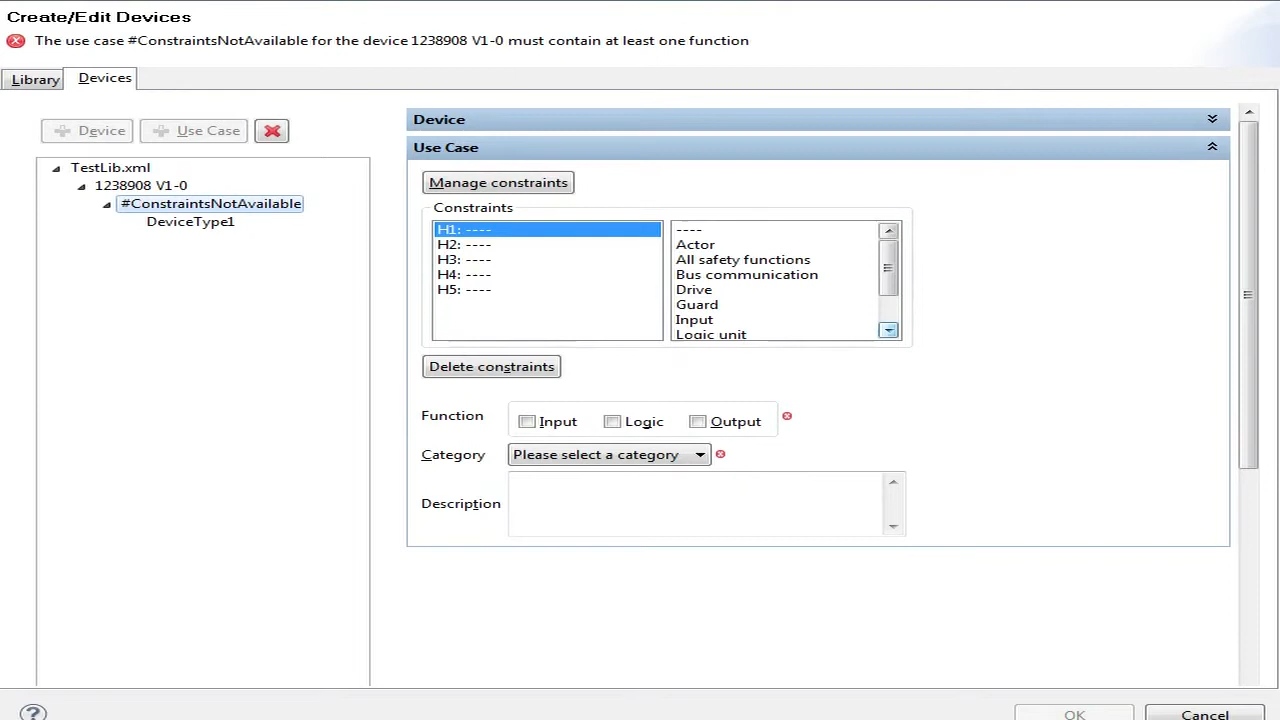 Create/Edit Devices
The use case #ConstraintsNotAvailable for the device 1238908 V1-0 must contain at least one function
Library
Devices
Device
Use Case
TestLib.xml
1238908 V1-0
#ConstraintsNotAvailable
DeviceType1
Device
Use Case
Manage constraints
Constraints
H1: ----
H2: ----
H3: ----
H4: ----
H5: ----
----
Actor
All safety functions
Bus communication
Drive
Guard
Input
Logic unit
Delete constraints
Function
Input
Logic
Output
Category
Please select a category
Description
?
OK
Cancel